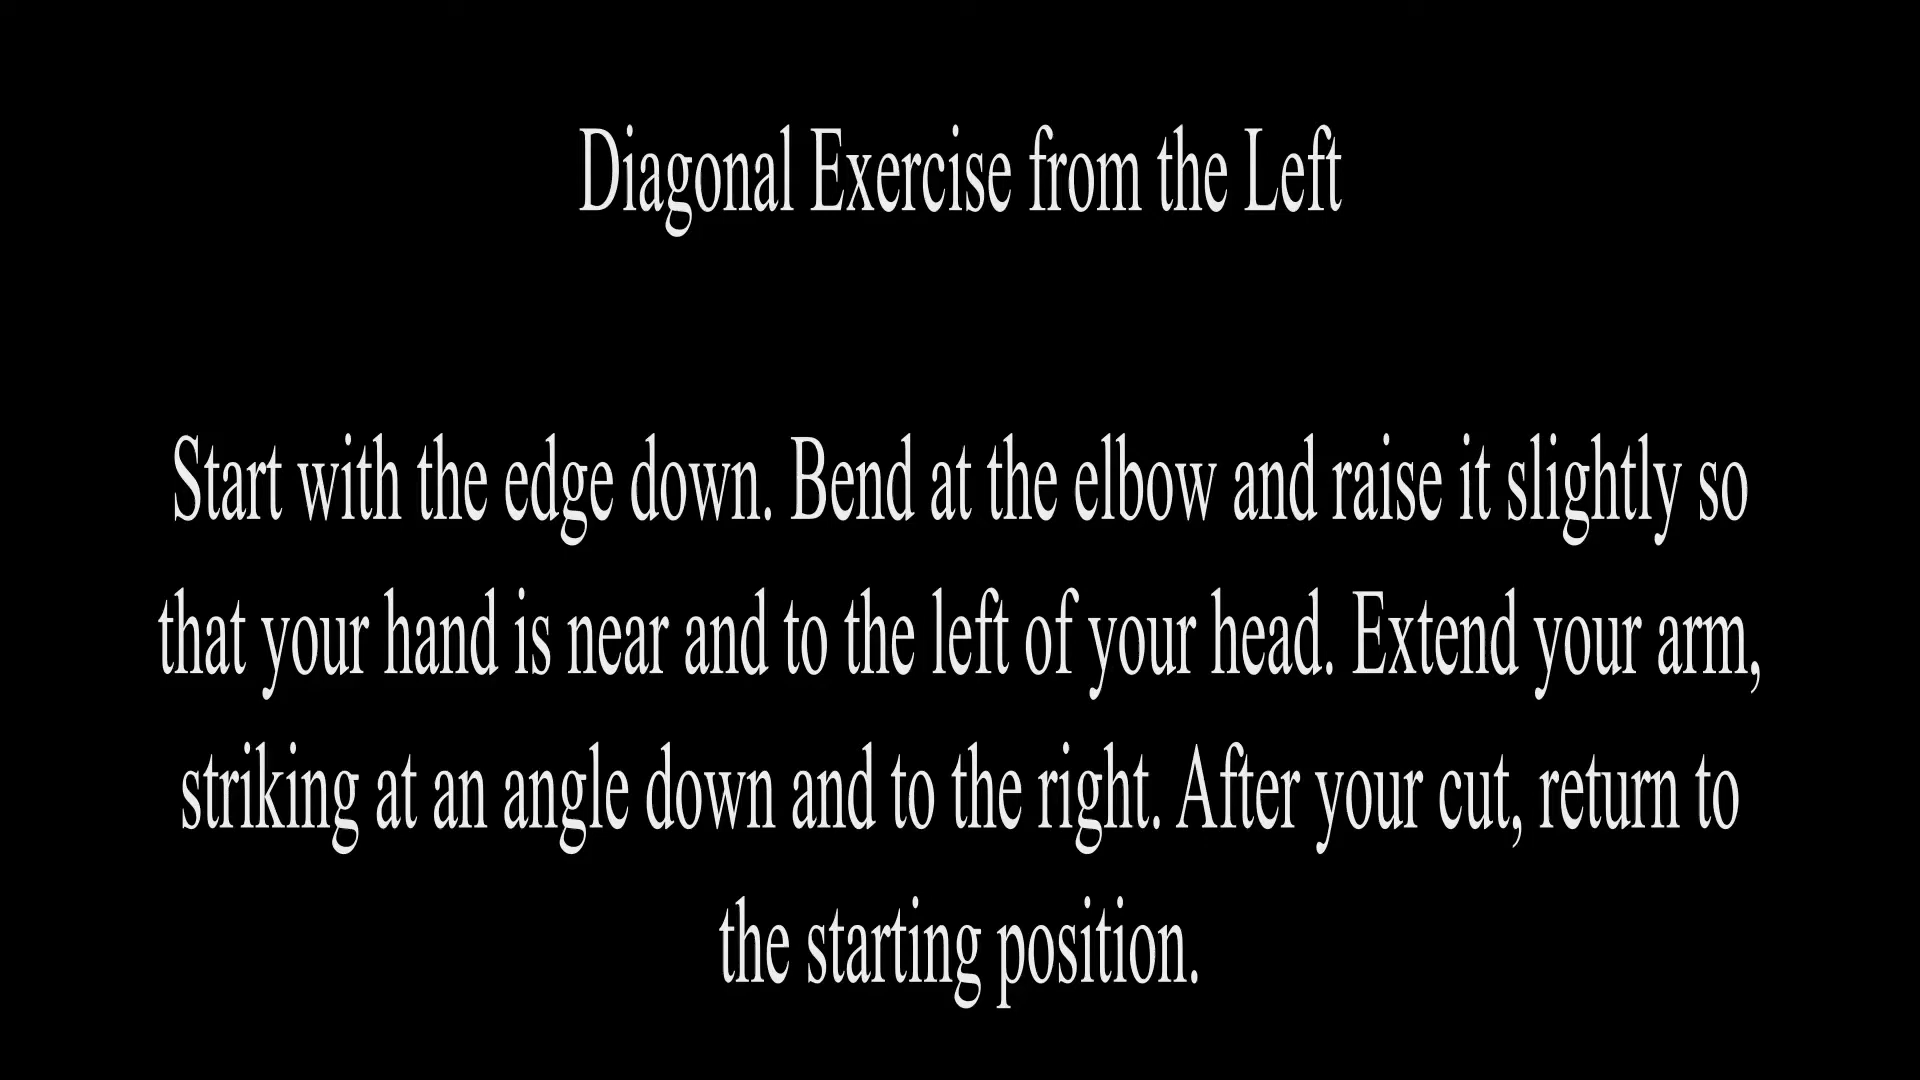 Diagonal Exercise from the Left
Start with the edge down. Bend at the elbow and raise it slightly so
that your hand is near and to the left of your head. Extend your arm,
striking at an angle down and to the right. After your cut, return to
the starting position.